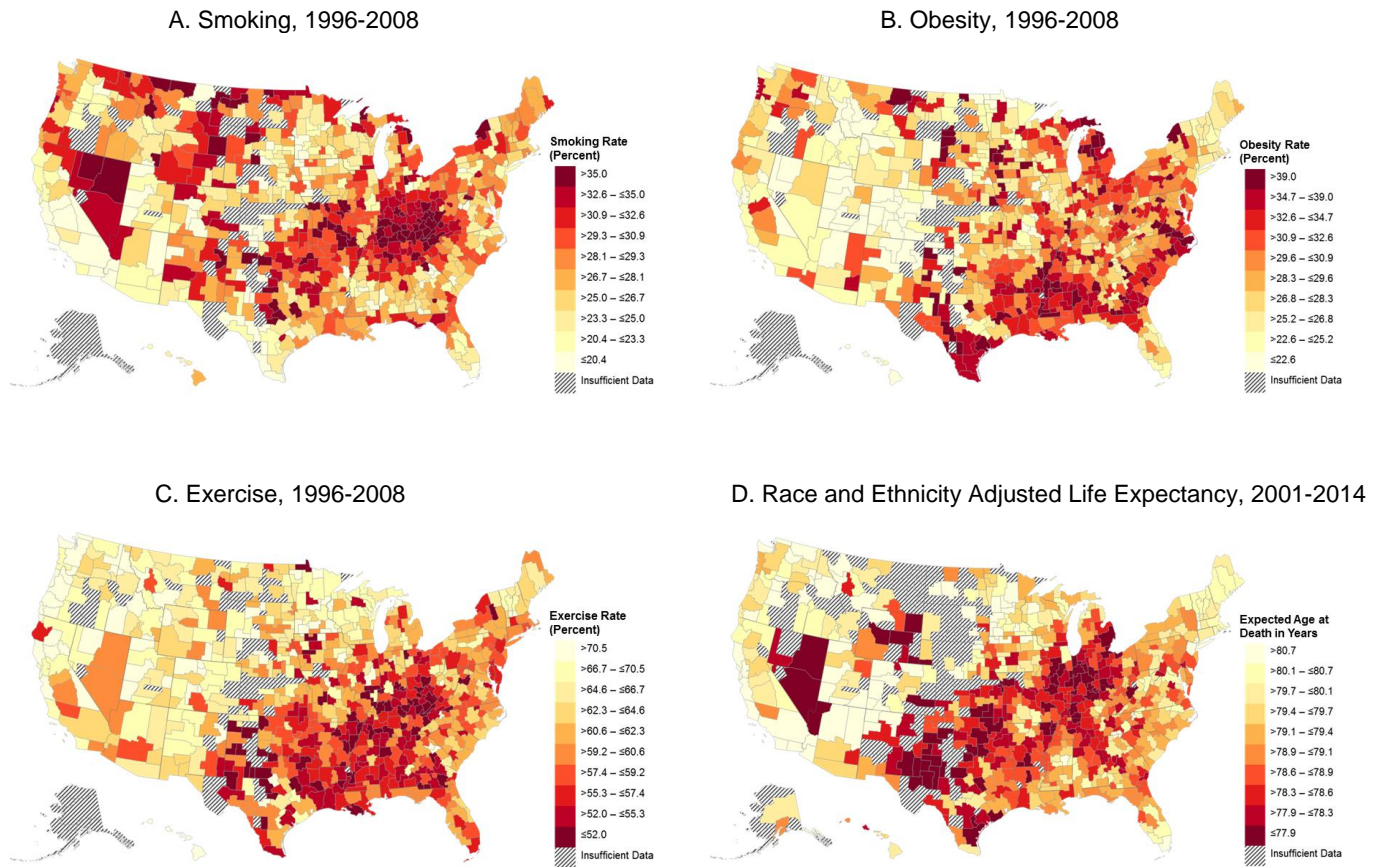 A. Smoking, 1996-2008
Smoking Rate
(Percent)
>35.0
>32.6 – ≤35.0
>30.9 – ≤32.6
>29.3 – ≤30.9
>28.1 – ≤29.3
>26.7 – ≤28.1
>25.0 – ≤26.7
>23.3 – ≤25.0
>20.4 – ≤23.3
≤20.4
Insufficient Data
B. Obesity, 1996-2008
Obesity Rate
(Percent)
>39.0
>34.7 – ≤39.0
>32.6 – ≤34.7
>30.9 – ≤32.6
>29.6 – ≤30.9
>28.3 – ≤29.6
>26.8 – ≤28.3
>25.2 – ≤26.8
>22.6 – ≤25.2
≤22.6
Insufficient Data
C. Exercise, 1996-2008
Exercise Rate
(Percent)
>70.5
>66.7 – ≤70.5
>64.6 – ≤66.7
>62.3 – ≤64.6
>60.6 – ≤62.3
>59.2 – ≤60.6
>57.4 – ≤59.2
>55.3 – ≤57.4
>52.0 – ≤55.3
≤52.0
Insufficient Data
D. Race and Ethnicity Adjusted Life Expectancy, 2001-2014
Expected Age at
Death in Years
>80.7
>80.1 – ≤80.7
>79.7 – ≤80.1
>79.4 – ≤79.7
>79.1 – ≤79.4
>78.9 – ≤79.1
>78.6 – ≤78.9
>78.3 – ≤78.6
>77.9 – ≤78.3
≤77.9
Insufficient Data